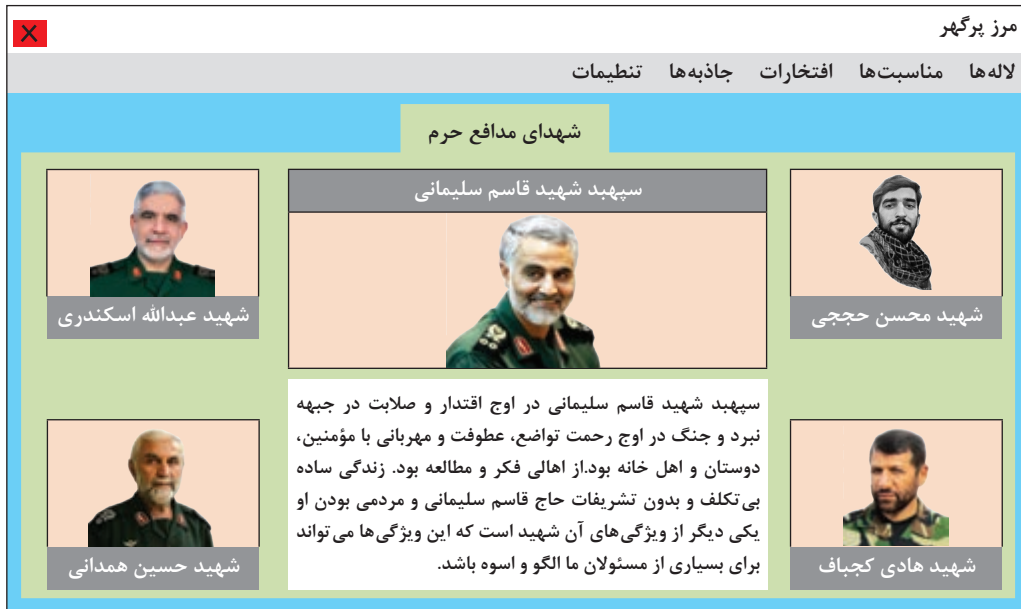 مرز پرگهر
X
لاله‌ها مناسبت‌ها افتخارات جاذبه‌ها تنظیمات
شهدای مدافع حرم
شهید محسن حججی
سپهبد شهید قاسم سلیمانی
شهید عبدالله اسکندری
سپهبد شهید قاسم سلیمانی در اوج اقتدار و صلابت در جبهه
نبرد و جنگ در اوج رحمت تواضع، عطوفت و مهربانی با مؤمنین،
دوستان و اهل خانه بود.از اهالی فکر و مطالعه بود. زندگی ساده
بی‌تکلف و بدون تشریفات حاج قاسم سلیمانی و مردمی بودن او
یکی دیگر از ویژگی‌های آن شهید است که این ویژگی‌ها می‌تواند
برای بسیاری از مسئولان ما الگو و اسوه باشد.
شهید هادی کجباف
شهید حسین همدانی